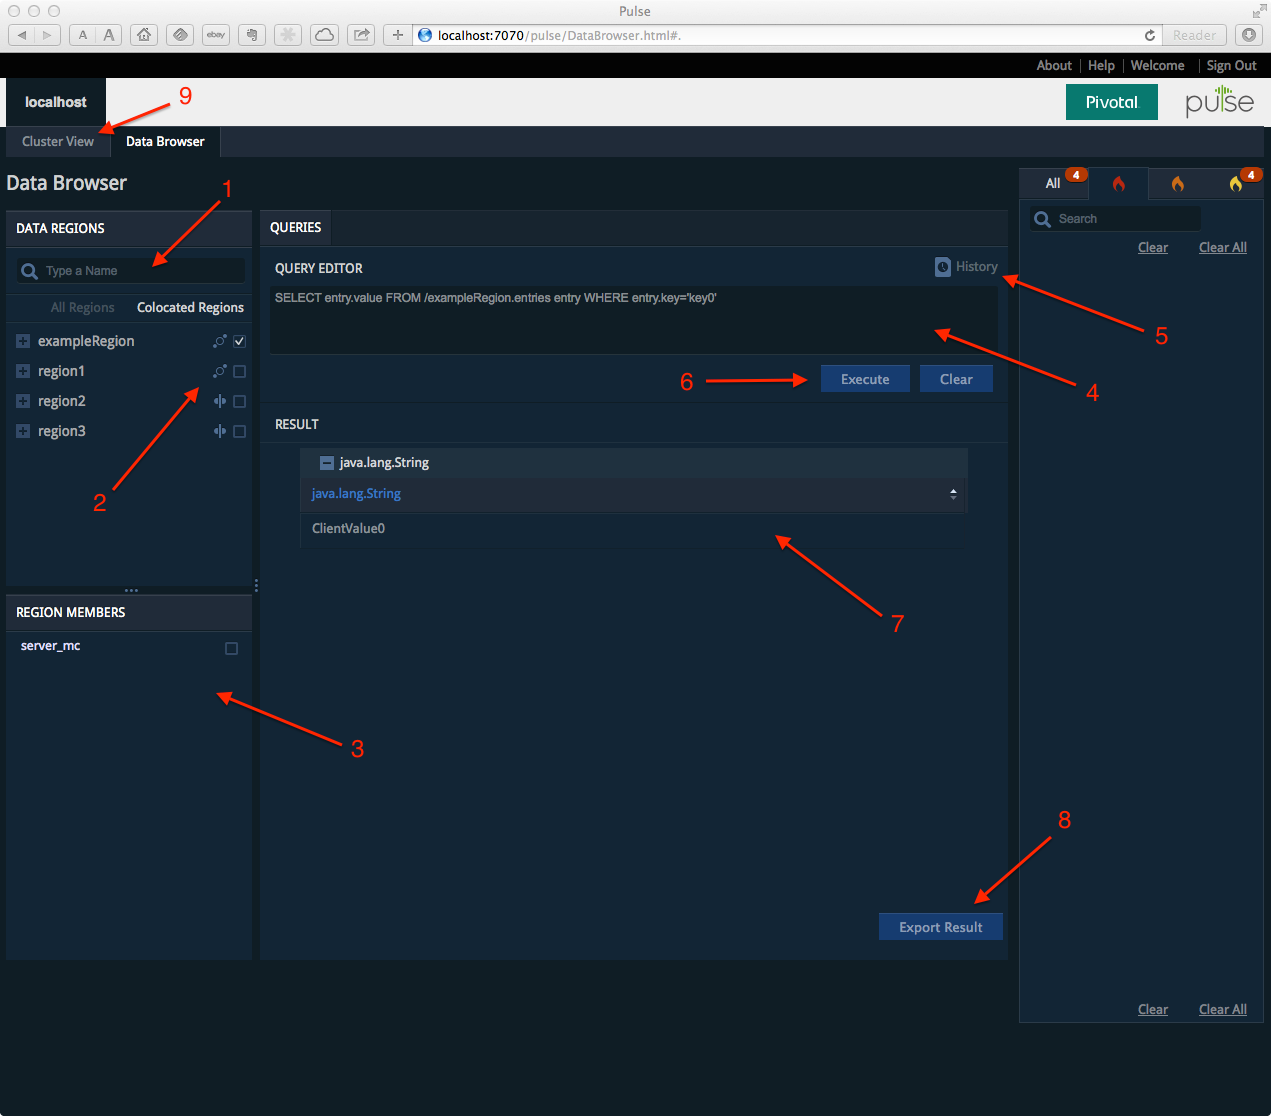 Pulse
A A ebay + localhost:7070/pulse/DataBrowser.html#. Reader
About Help Welcome Sign Out
localhost
9
Pivotal
pulse
Cluster View
Data Browser
Data Browser
1
DATA REGIONS
Type a Name
All Regions Colocated Regions
exampleRegion
region1
region2
region3
2
REGION MEMBERS
server_mc
3
QUERIES
QUERY EDITOR
History
SELECT entry.value FROM /exampleRegion.entries entry WHERE entry.key='key0'
5
4
6
Execute
Clear
RESULT
java.lang.String
java.lang.String
ClientValue0
7
8
Export Result
All 4 4
Search
Clear Clear All
Clear Clear All